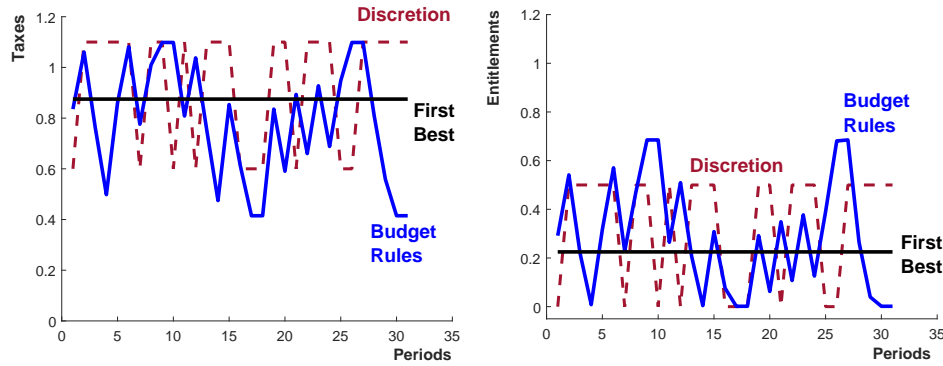 1.2
1
0.8
0.6
0.4
0.2
0
Taxes
Discretion
First
Best
Budget
Rules
0 5 10 15 20 25 30 35
Periods
1.2
1
0.8
0.6
0.4
0.2
0
Entitlements
Budget
Rules
Discretion
First
Best
0 5 10 15 20 25 30 35
Periods